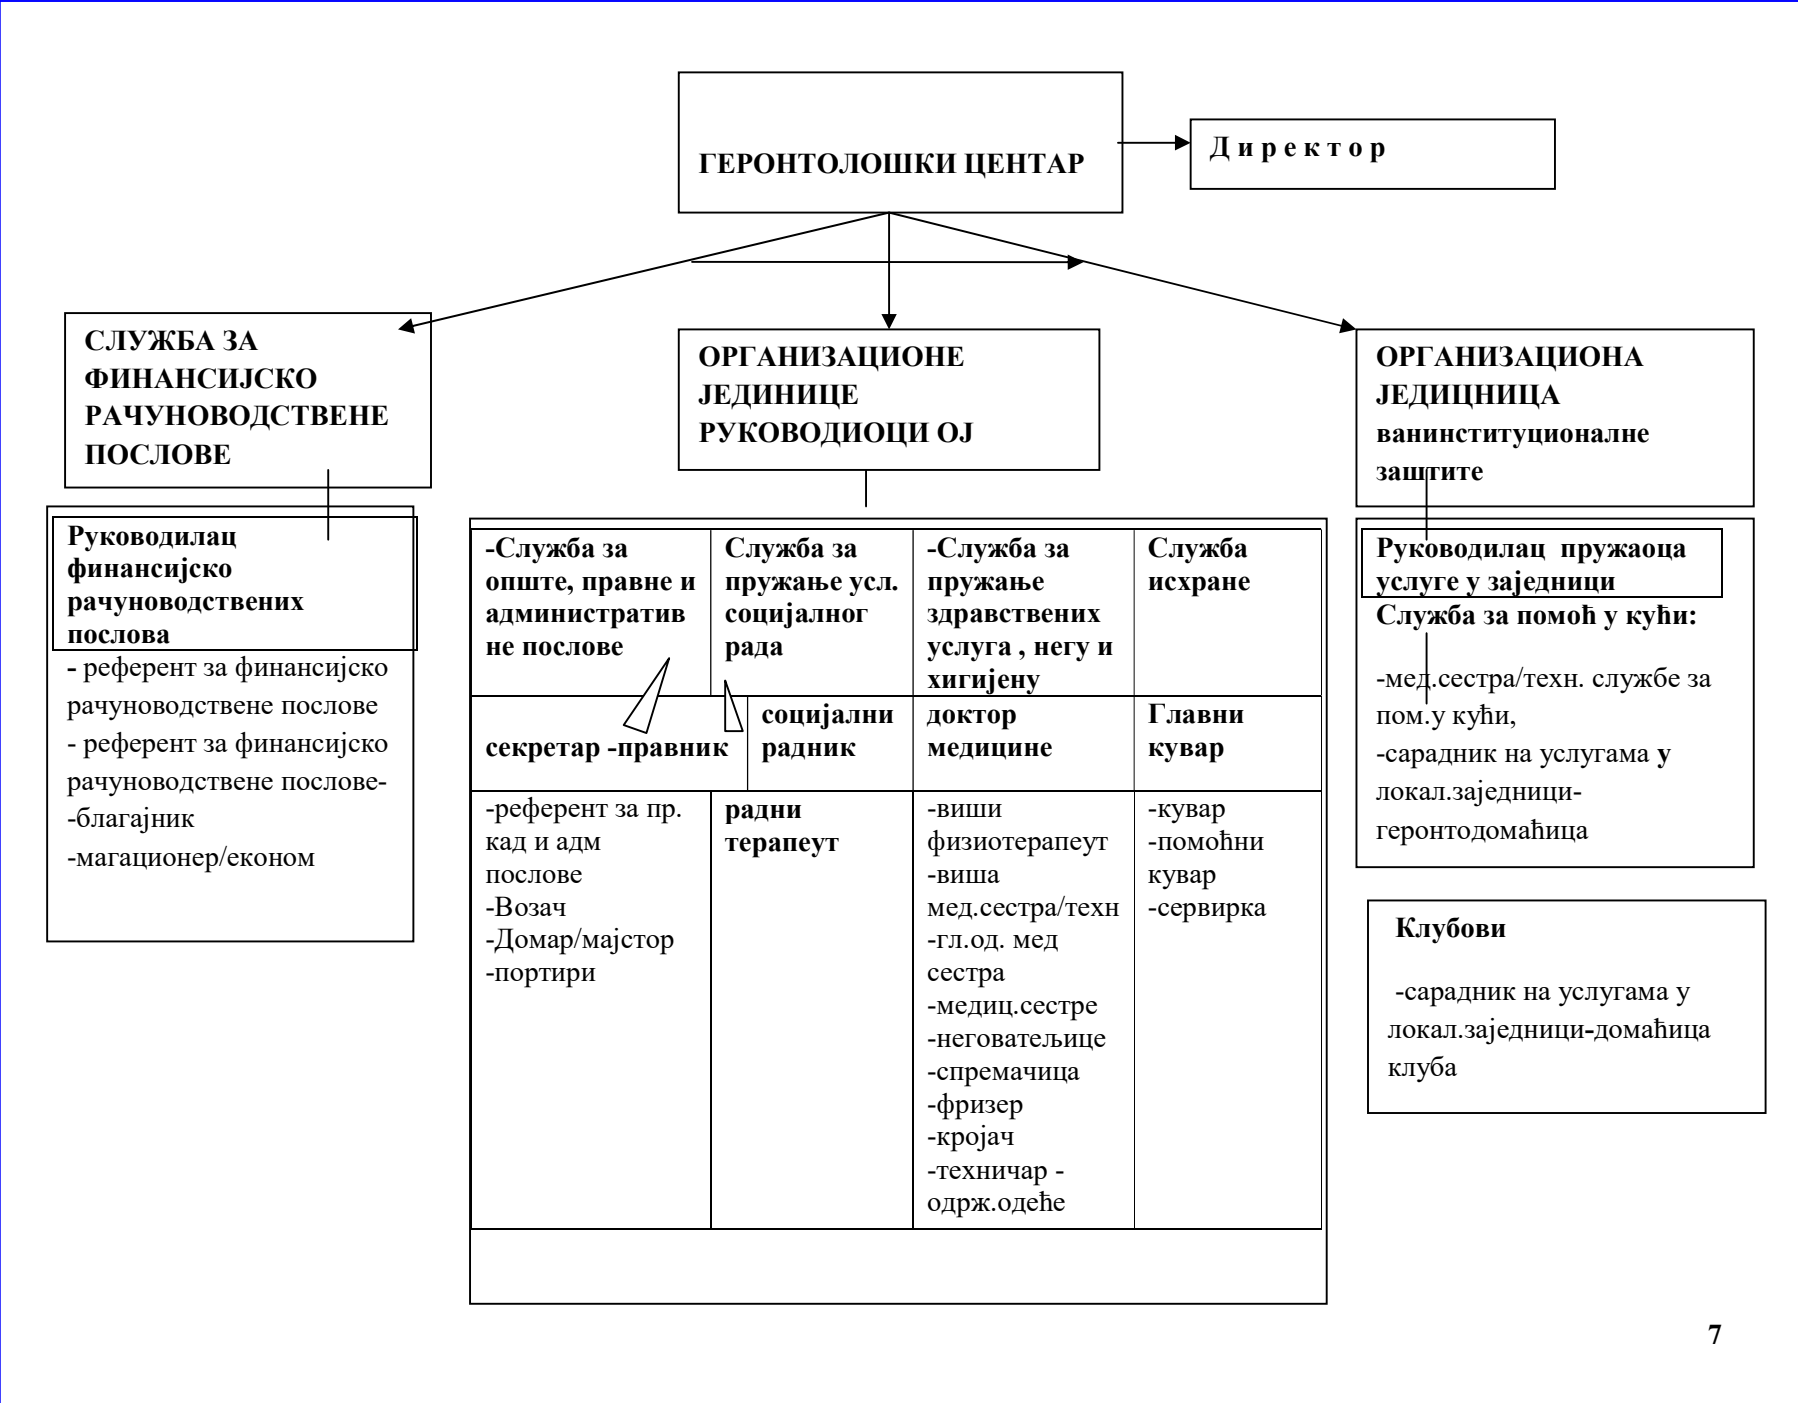 ГЕРОНТОЛОШКИ ЦЕНТАР
Д и р е к т о р
СЛУЖБА ЗА
ФИНАНСИЈСКО
РАЧУНОВОДСТВЕНЕ
ПОСЛОВЕ
ОРГАНИЗАЦИОНЕ
ЈЕДИНИЦЕ
РУКОВОДИОЦИ ОЈ
ОРГАНИЗАЦИОНА
ЈЕДИЦНИЦА
ванинституционалне
заштите
Руководилац
финансијско
рачуноводствених
послова
- референт за финансијско
рачуноводствене послове
- референт за финансијско
рачуноводствене послове-
-благајник
-магационер/економ
-Служба за
опште, правне и
административ
не послове
Служба за
пружање усл.
социјалног
рада
-Служба за
пружање
здравствених
услуга , негу и
хигијену
Служба
исхране
секретар -правник
социјални
радник
доктор
медицине
Главни
кувар
-референт за пр.
кад и адм
послове
-Возач
-Домар/мајстор
-портири
радни
терапеут
-виши
физиотерапеут
-виша
мед.сестра/техн
-гл.од. мед
сестра
-медиц.сестре
-неговатељице
-спремачица
-фризер
-кројач
-техничар -
одрж.одеће
-кувар
-помоћни
кувар
-сервирка
Руководилац  пружаоца
услуге у заједници
Служба за помоћ у кући:
-мед.сестра/техн. службе за
пом.у кући,
-сарадник на услугама у
локал.заједници-
геронтодомаћица
Клубови
-сарадник на услугама у
локал.заједници-домаћица
клуба
7